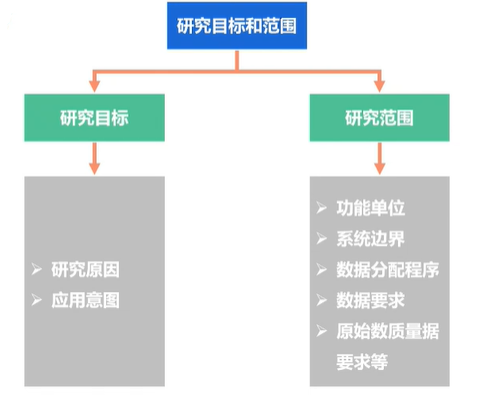 研究目标和范围
研究目标
研究范围
研究原因
应用意图
功能单位
系统边界
数据分配程序
数据要求
原始数质量据
要求等